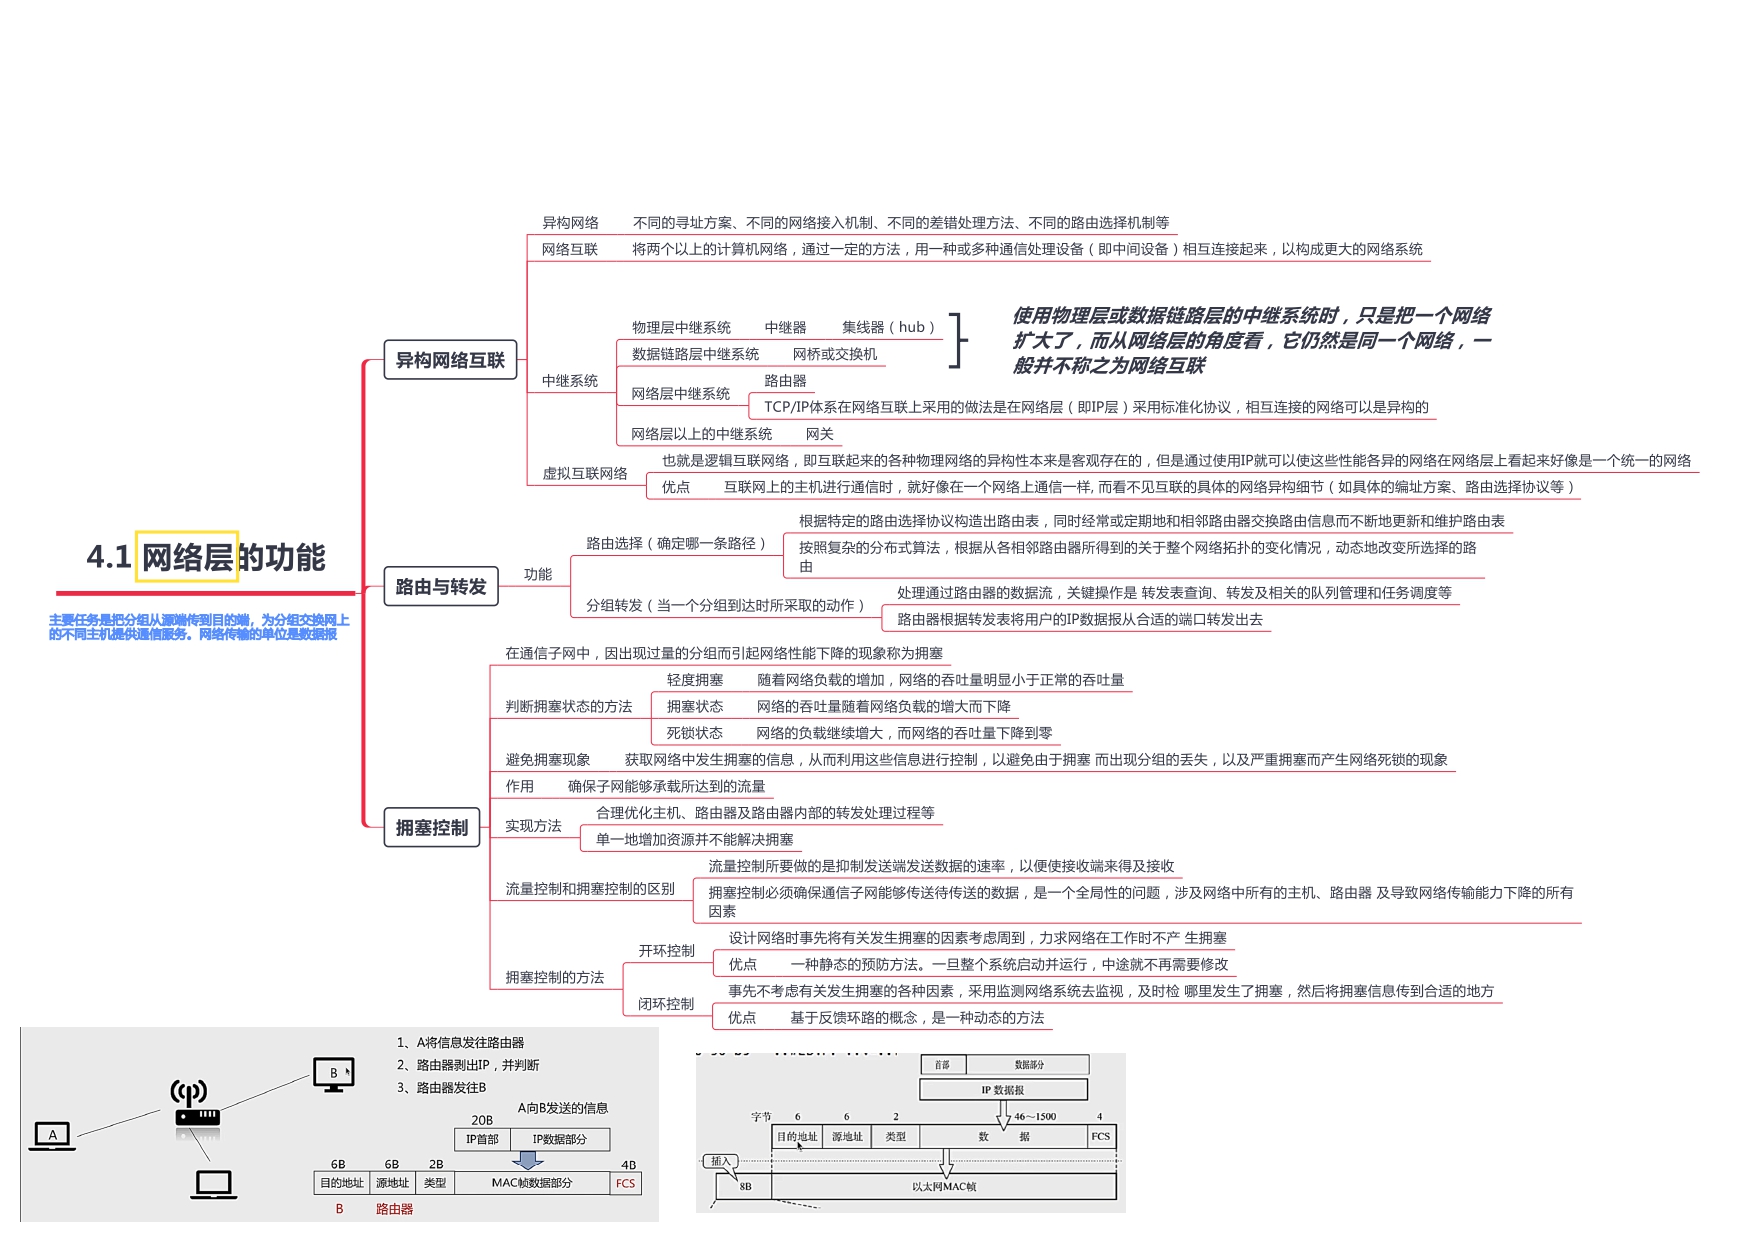 异构网络 不同的寻址方案、不同的网络接入机制、不同的差错处理方法、不同的路由选择机制等
网络互联 将两个以上的计算机网络，通过一定的方法，用一种或多种通信处理设备（即中间设备）相互连接起来，以构成更大的网络系统
异构网络互联
中继系统
物理层中继系统 中继器 集线器（hub）
数据链路层中继系统 网桥或交换机
使用物理层或数据链路层的中继系统时，只是把一个网络
扩大了，而从网络层的角度看，它仍然是同一个网络，一
般并不称之为网络互联
网络层中继系统
路由器
TCP/IP体系在网络互联上采用的做法是在网络层（即IP层）采用标准化协议，相互连接的网络可以是异构的
网络层以上的中继系统 网关
虚拟互联网络
也就是逻辑互联网络，即互联起来的各种物理网络的异构性本来是客观存在的，但是通过使用IP就可以使这些性能各异的网络在网络层上看起来好像是一个统一的网络
优点 互联网上的主机进行通信时，就好像在一个网络上通信一样, 而看不见互联的具体的网络异构细节（如具体的编址方案、路由选择协议等）
4.1 网络层的功能
主要任务是把分组从源端传到目的端，为分组交换网上
的不同主机提供通信服务。网络传输的单位是数据报
路由与转发
功能
路由选择（确定哪一条路径）
根据特定的路由选择协议构造出路由表，同时经常或定期地和相邻路由器交换路由信息而不断地更新和维护路由表
按照复杂的分布式算法，根据从各相邻路由器所得到的关于整个网络拓扑的变化情况，动态地改变所选择的路
由
分组转发（当一个分组到达时所采取的动作）
处理通过路由器的数据流，关键操作是 转发表查询、转发及相关的队列管理和任务调度等
路由器根据转发表将用户的IP数据报从合适的端口转发出去
拥塞控制
在通信子网中，因出现过量的分组而引起网络性能下降的现象称为拥塞
判断拥塞状态的方法
轻度拥塞 随着网络负载的增加，网络的吞吐量明显小于正常的吞吐量
拥塞状态 网络的吞吐量随着网络负载的增大而下降
死锁状态 网络的负载继续增大，而网络的吞吐量下降到零
避免拥塞现象 获取网络中发生拥塞的信息，从而利用这些信息进行控制，以避免由于拥塞 而出现分组的丢失，以及严重拥塞而产生网络死锁的现象
作用 确保子网能够承载所达到的流量
实现方法
合理优化主机、路由器及路由器内部的转发处理过程等
单一地增加资源并不能解决拥塞
流量控制和拥塞控制的区别
流量控制所要做的是抑制发送端发送数据的速率，以便使接收端来得及接收
拥塞控制必须确保通信子网能够传送待传送的数据，是一个全局性的问题，涉及网络中所有的主机、路由器 及导致网络传输能力下降的所有
因素
拥塞控制的方法
开环控制
设计网络时事先将有关发生拥塞的因素考虑周到，力求网络在工作时不产 生拥塞
优点 一种静态的预防方法。一旦整个系统启动并运行，中途就不再需要修改
闭环控制
事先不考虑有关发生拥塞的各种因素，采用监测网络系统去监视，及时检 哪里发生了拥塞，然后将拥塞信息传到合适的地方
优点 基于反馈环路的概念，是一种动态的方法
1、A将信息发往路由器
2、路由器剥出IP，并判断
3、路由器发往B
A
B
A向B发送的信息
20B
IP首部 IP数据部分
6B 6B 2B 4B
目的地址 源地址 类型 MAC帧数据部分 FCS
B 路由器
首部 数据部分
IP 数据报
字节 6 6 2 46～1500 4
目的地址 源地址 类型 数 据 FCS
插入
8B 以太网MAC帧